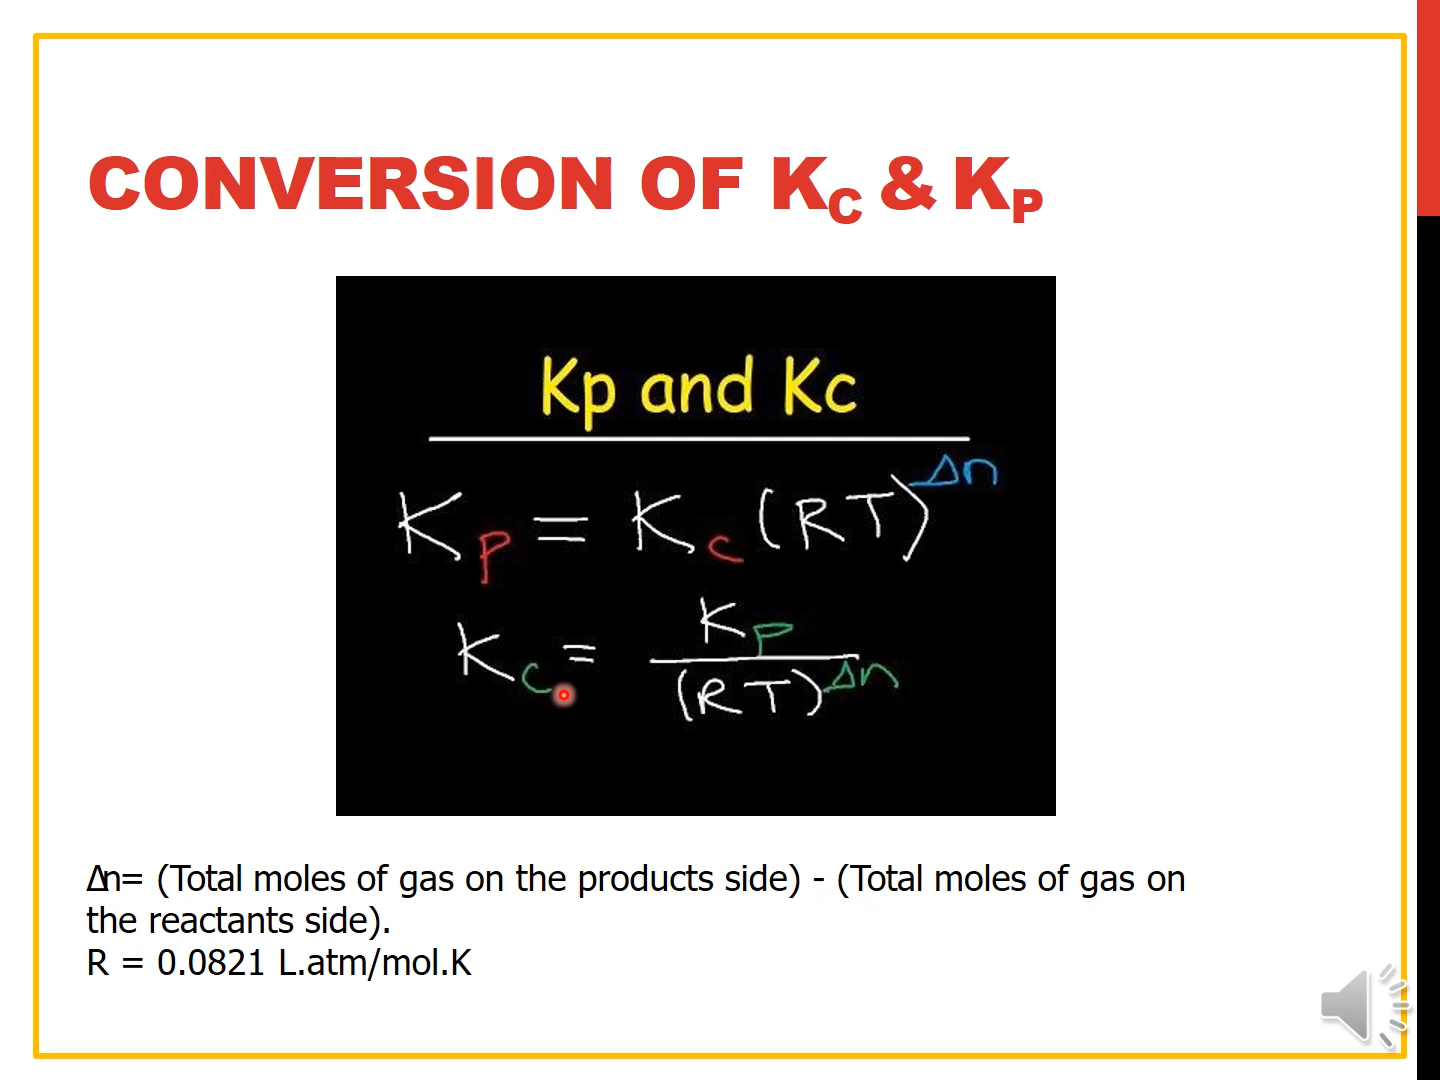 CONVERSION OF KC & KP
Kp and Kc
Kp = Kc (RT)^Δn
Kc = Kp / (RT)^Δn
Δn= (Total moles of gas on the products side) - (Total moles of gas on
the reactants side).
R = 0.0821 L.atm/mol.K